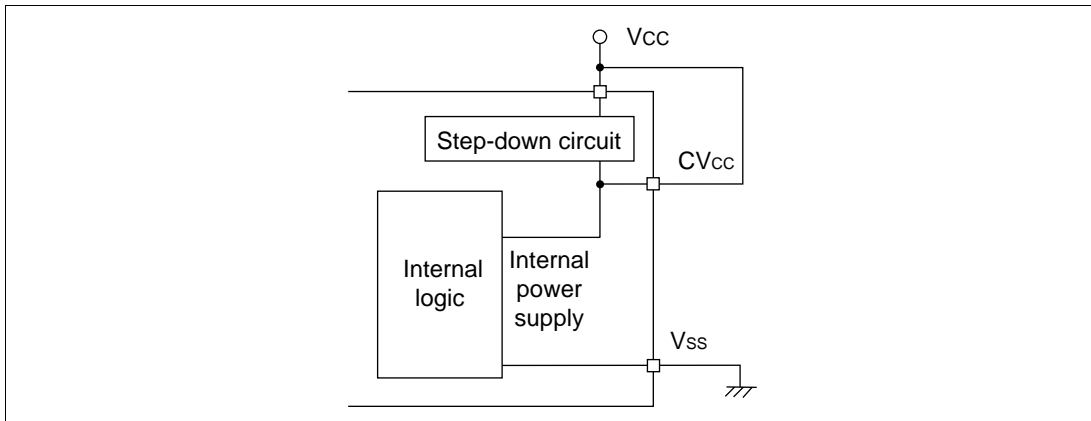 Vcc
Step-down circuit
CVcc
Internal
logic
Internal
power
supply
Vss